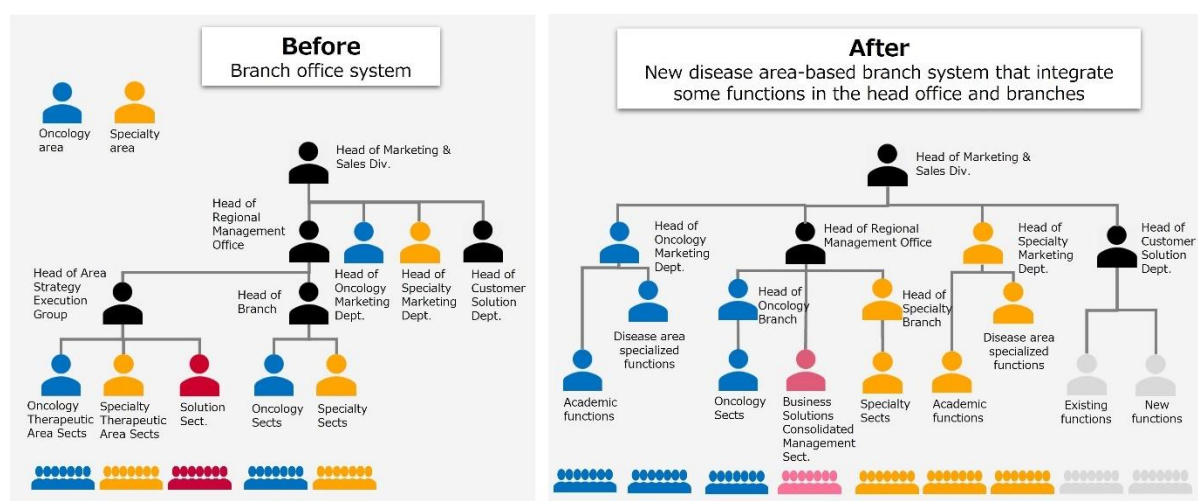 Before
Branch office system
Oncology
area
Specialty
area
Head of Marketing &
Sales Div.
Head of
Regional
Management
Office
Head of
Oncology
Marketing
Dept.
Head of
Specialty
Marketing
Dept.
Head of
Customer
Solution
Dept.
Head of Area
Strategy
Execution
Group
Head of
Branch
Oncology
Therapeutic
Area Sects
Specialty
Therapeutic
Area Sects
Solution
Sect.
Oncology
Sects
Specialty
Sects
After
New disease area-based branch system that integrate
some functions in the head office and branches
Head of Marketing &
Sales Div.
Head of
Oncology
Marketing
Dept.
Head of Regional
Management Office
Head of
Specialty
Marketing
Dept.
Head of
Customer
Solution
Dept.
Head of
Oncology
Branch
Head of
Specialty
Branch
Disease area
specialized
functions
Disease area
specialized
functions
Academic
functions
Oncology
Sects
Business
Solutions
Consolidated
Management
Sect.
Specialty
Sects
Academic
functions
Existing
functions
New
functions